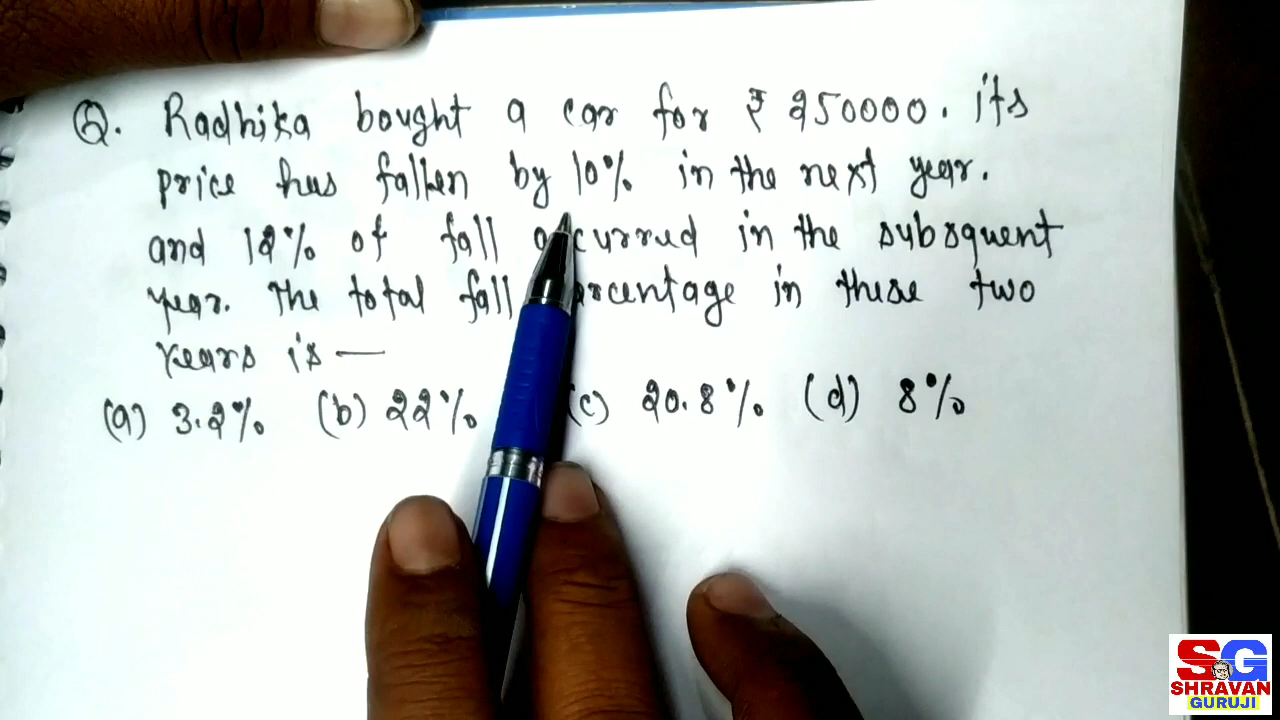 Q. Radhika bought a car for ₹ 250000. its
price has fallen by 10% in the next year.
and 12% of fall occurred in the subsquent
year. The total fall percentage in these two
years is —
(a) 3.2% (b) 22% (c) 20.8% (d) 8%
SG
SHRAVAN
GURUJI